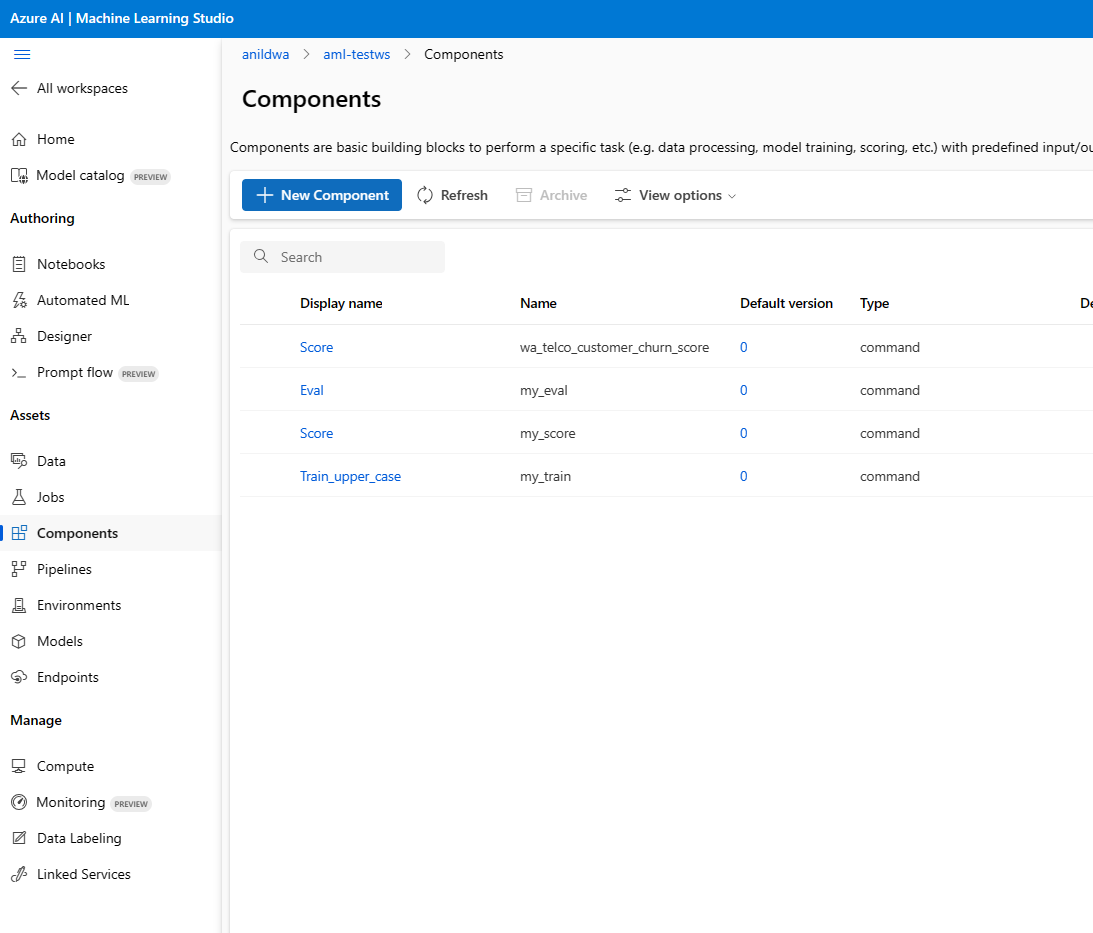 Azure AI | Machine Learning Studio
anildwa > aml-testws > Components
All workspaces
Components
Home
Components are basic building blocks to perform a specific task (e.g. data processing, model training, scoring, etc.) with predefined input/ou
Model catalog PREVIEW
New Component Refresh Archive View options
Authoring
Search
Notebooks
Automated ML
Designer
Prompt flow PREVIEW
Assets
Data
Jobs
Components
Pipelines
Environments
Models
Endpoints
Manage
Compute
Monitoring PREVIEW
Data Labeling
Linked Services
Display name Name Default version Type De
Score wa_telco_customer_churn_score 0 command
Eval my_eval 0 command
Score my_score 0 command
Train_upper_case my_train 0 command